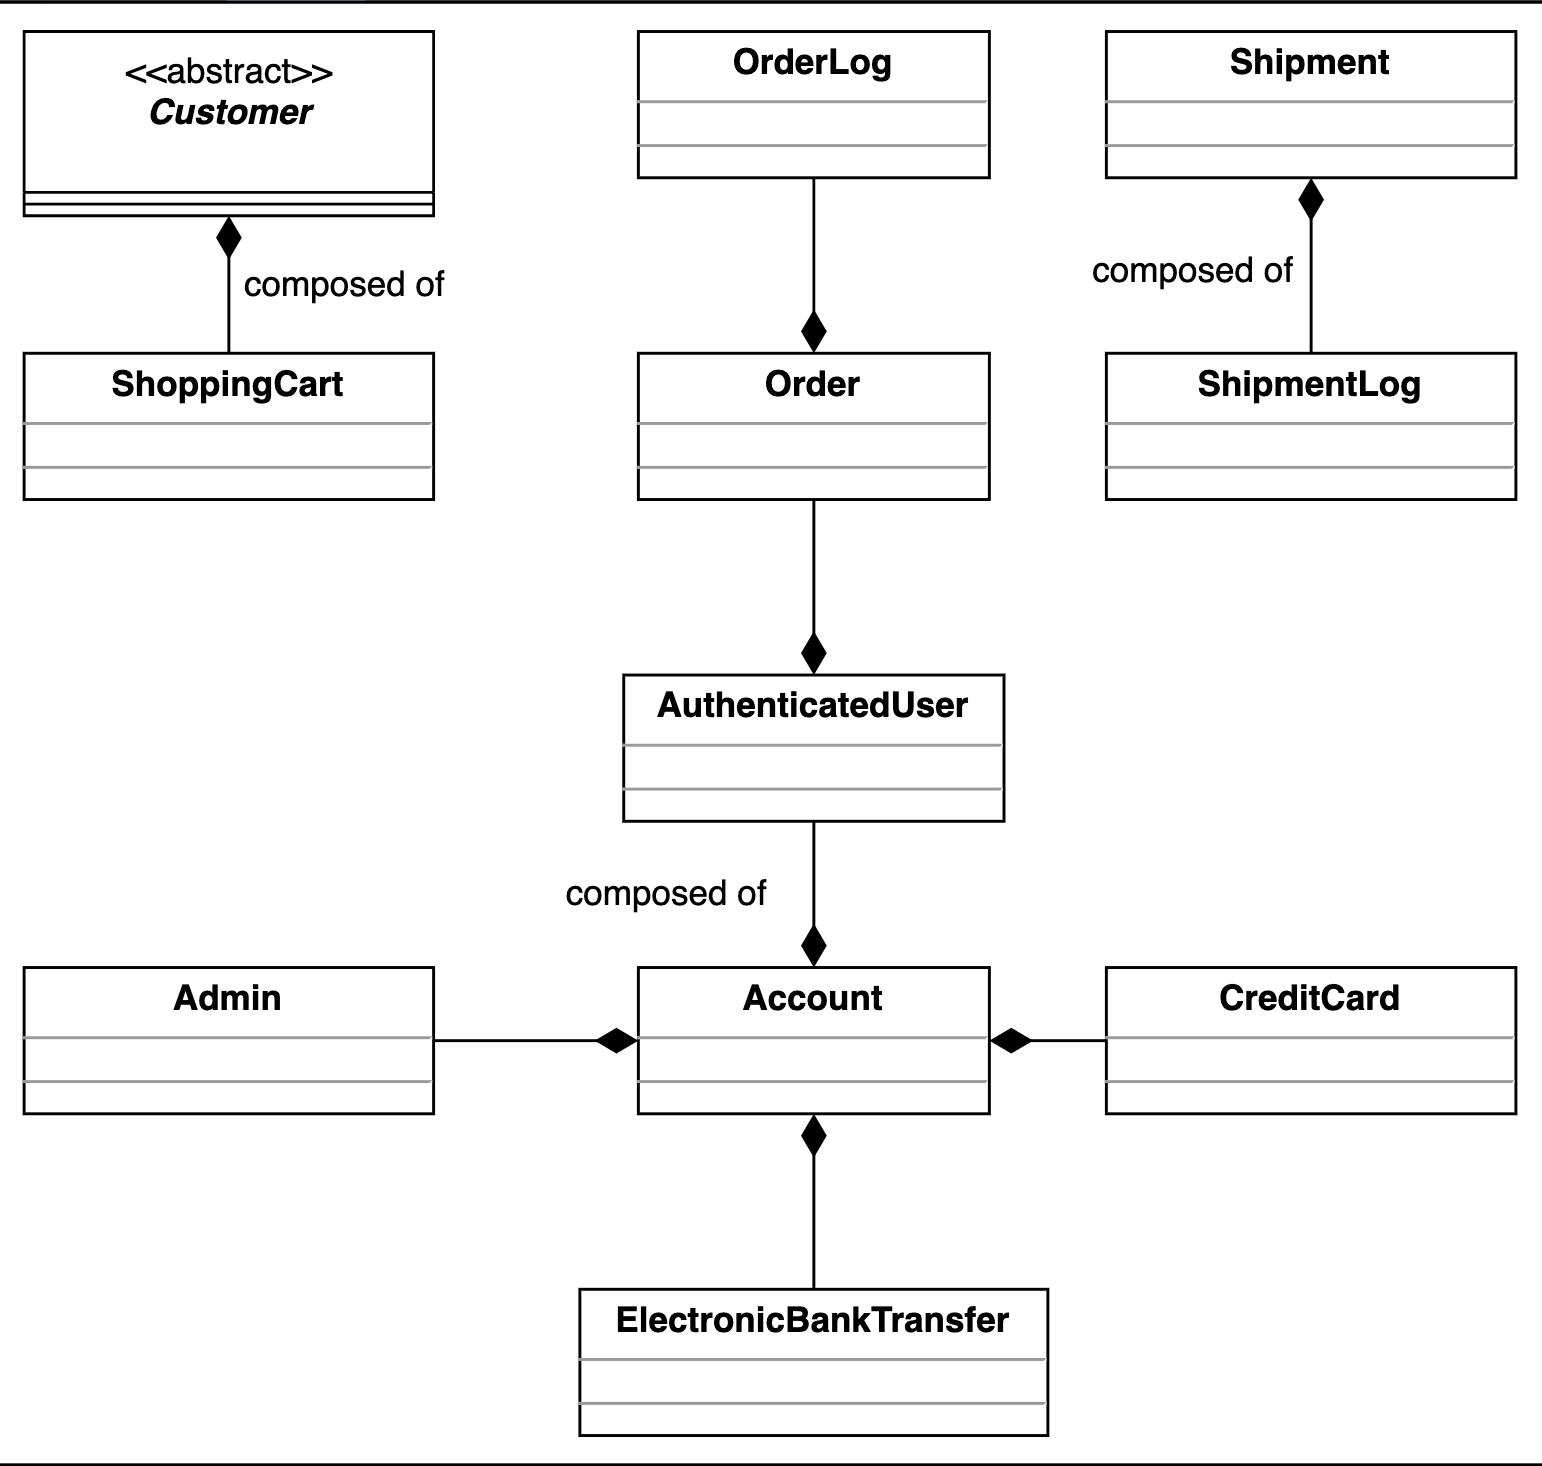 <<abstract>>
Customer
OrderLog
Shipment
composed of
composed of
ShoppingCart
Order
ShipmentLog
AuthenticatedUser
composed of
Admin
Account
CreditCard
ElectronicBankTransfer